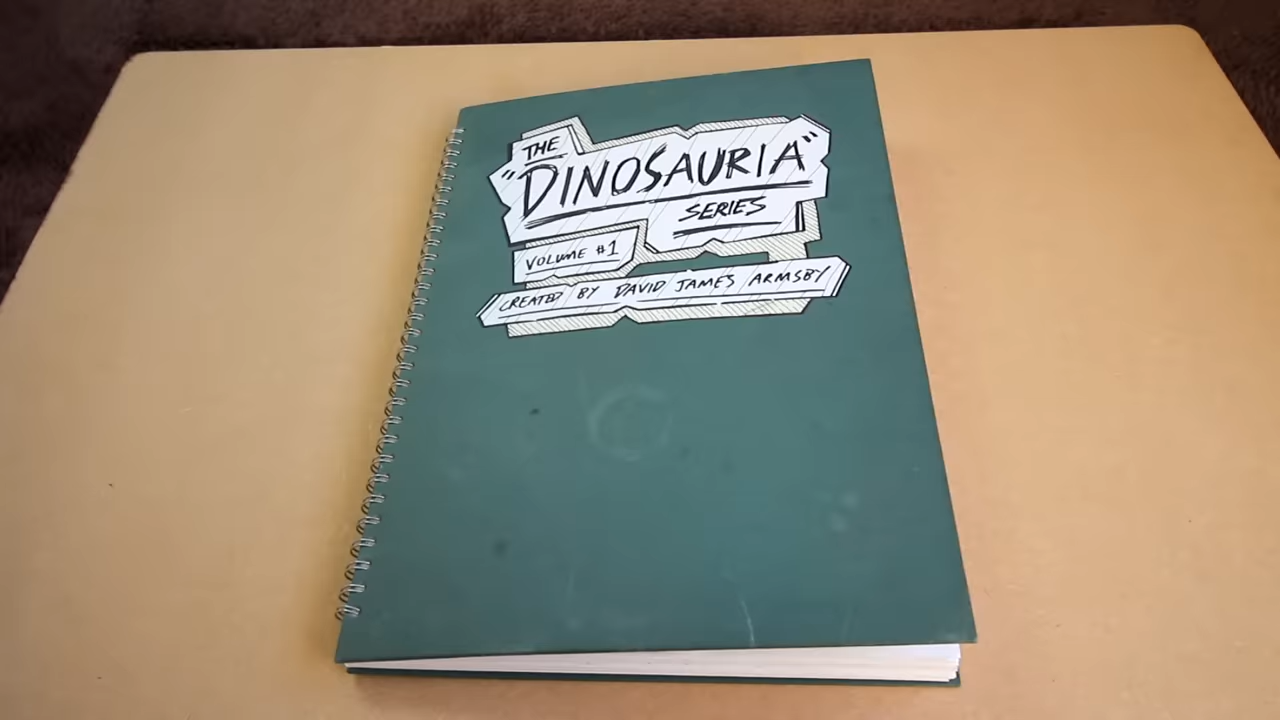 THE
"DINOSAURIA"
SERIES
VOLUME #1
CREATED BY DAVID JAMES ARMSBY